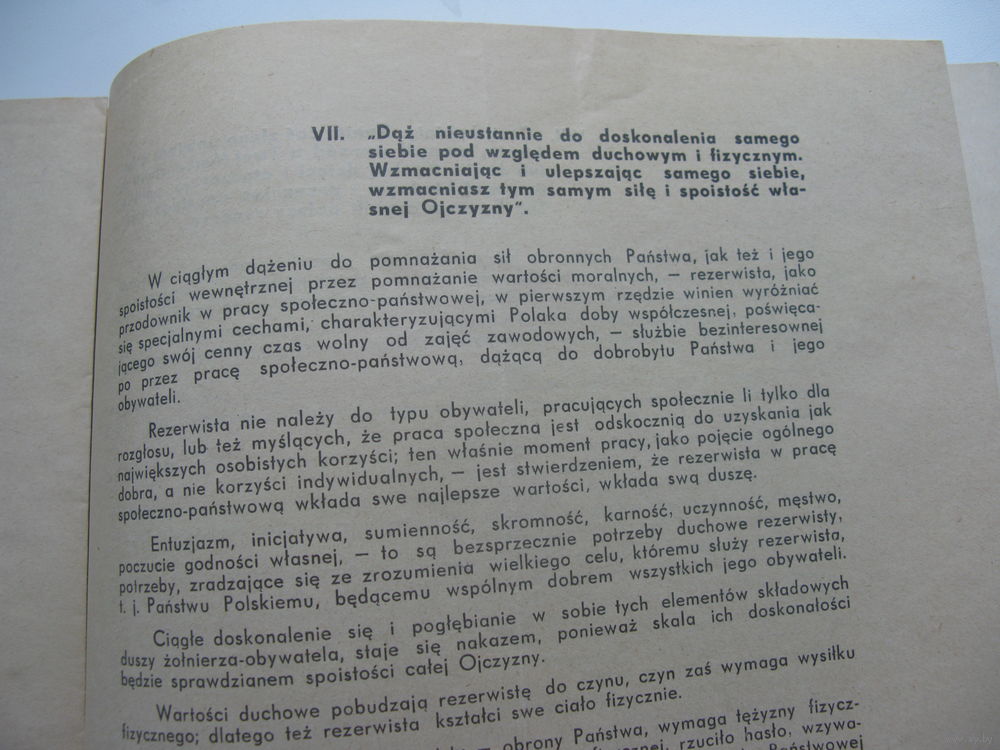 VII. „Dąż nieustannie do doskonalenia samego
siebie pod względem duchowym i fizycznym.
Wzmacniając i ulepszając samego siebie,
wzmacniasz tym samym siłę i spoistość wła-
snej Ojczyzny".
W ciągłym dążeniu do pomnażania sił obronnych Państwa, jak też i jego
spoistości wewnętrznej przez pomnażanie wartości moralnych, — rezerwista, jako
przodownik w pracy społeczno-państwowej, w pierwszym rzędzie winien wyróżniać
się specjalnymi cechami, charakteryzującymi Polaka doby współczesnej, poświęca-
jącego swój cenny czas wolny od zajęć zawodowych, — służbie bezinteresownej
po przez pracę społeczno-państwową, dążącą do dobrobytu Państwa i jego
obywateli.
Rezerwista nie należy do typu obywateli, pracujących społecznie li tylko dla
rozgłosu, lub też myślących, że praca społeczna jest odskocznią do uzyskania jak
największych osobistych korzyści; ten właśnie moment pracy, jako pojęcie ogólnego
dobra, a nie korzyści indywidualnych, — jest stwierdzeniem, że rezerwista w pracę
społeczno-państwową wkłada swe najlepsze wartości, wkłada swą duszę.
Entuzjazm, inicjatywa, sumienność, skromność, karność, uczynność, męstwo,
poczucie godności własnej, — to są bezsprzecznie potrzeby duchowe rezerwisty,
potrzeby, zradzające się ze zrozumienia wielkiego celu, któremu służy rezerwista,
t. j. Państwu Polskiemu, będącemu wspólnym dobrem wszystkich jego obywateli.
Ciągłe doskonalenie się i pogłębianie w sobie tych elementów składowych
duszy żołnierza-obywatela, staje się nakazem, ponieważ skala ich doskonałości
będzie sprawdzianem spoistości całej Ojczyzny.
Wartości duchowe pobudzają rezerwistę do czynu, czyn zaś wymaga wysiłku
fizycznego; dlatego też rezerwista kształci swe ciało fizycznie.
— obrony Państwa, wymaga tężyzny fizycz-
rzuciło hasło, wzywa-
Państwowej